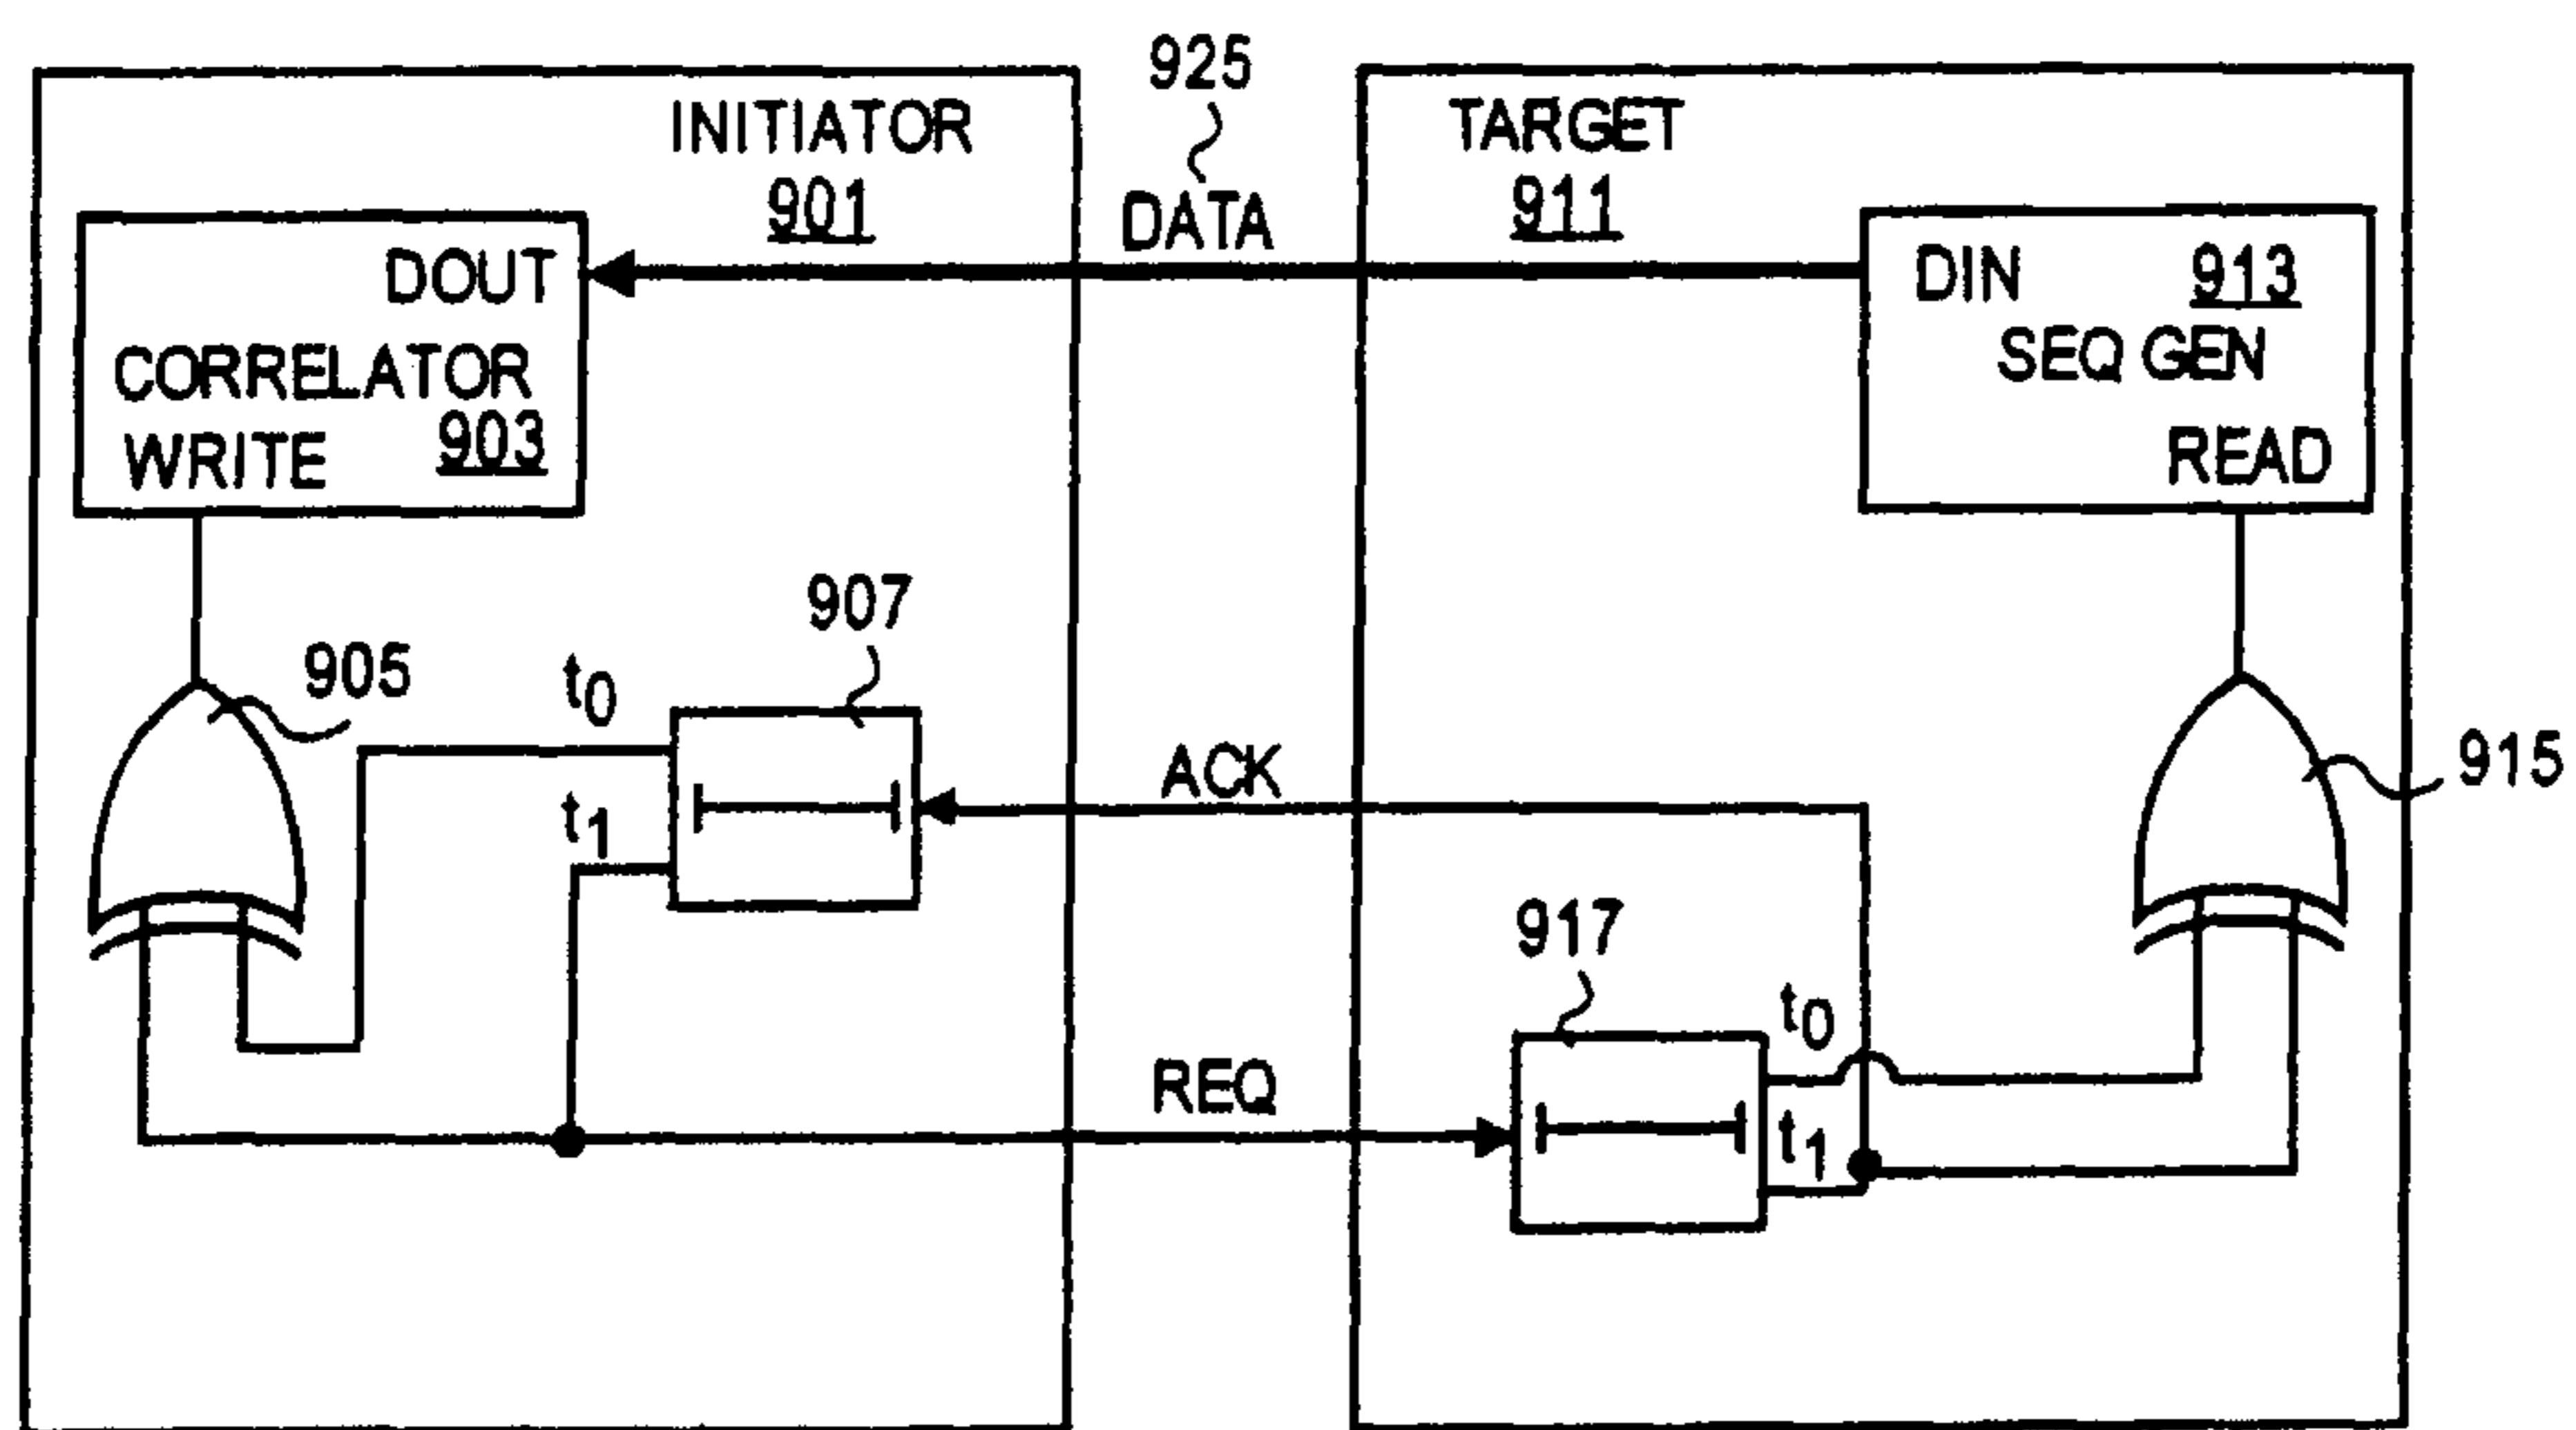 925
INITIATOR
901
DATA
TARGET
911
DOUT
CORRELATOR
WRITE 903
DIN 913
SEQ GEN
READ
907
905
t0
t1
ACK
915
917
t0
t1
REQ